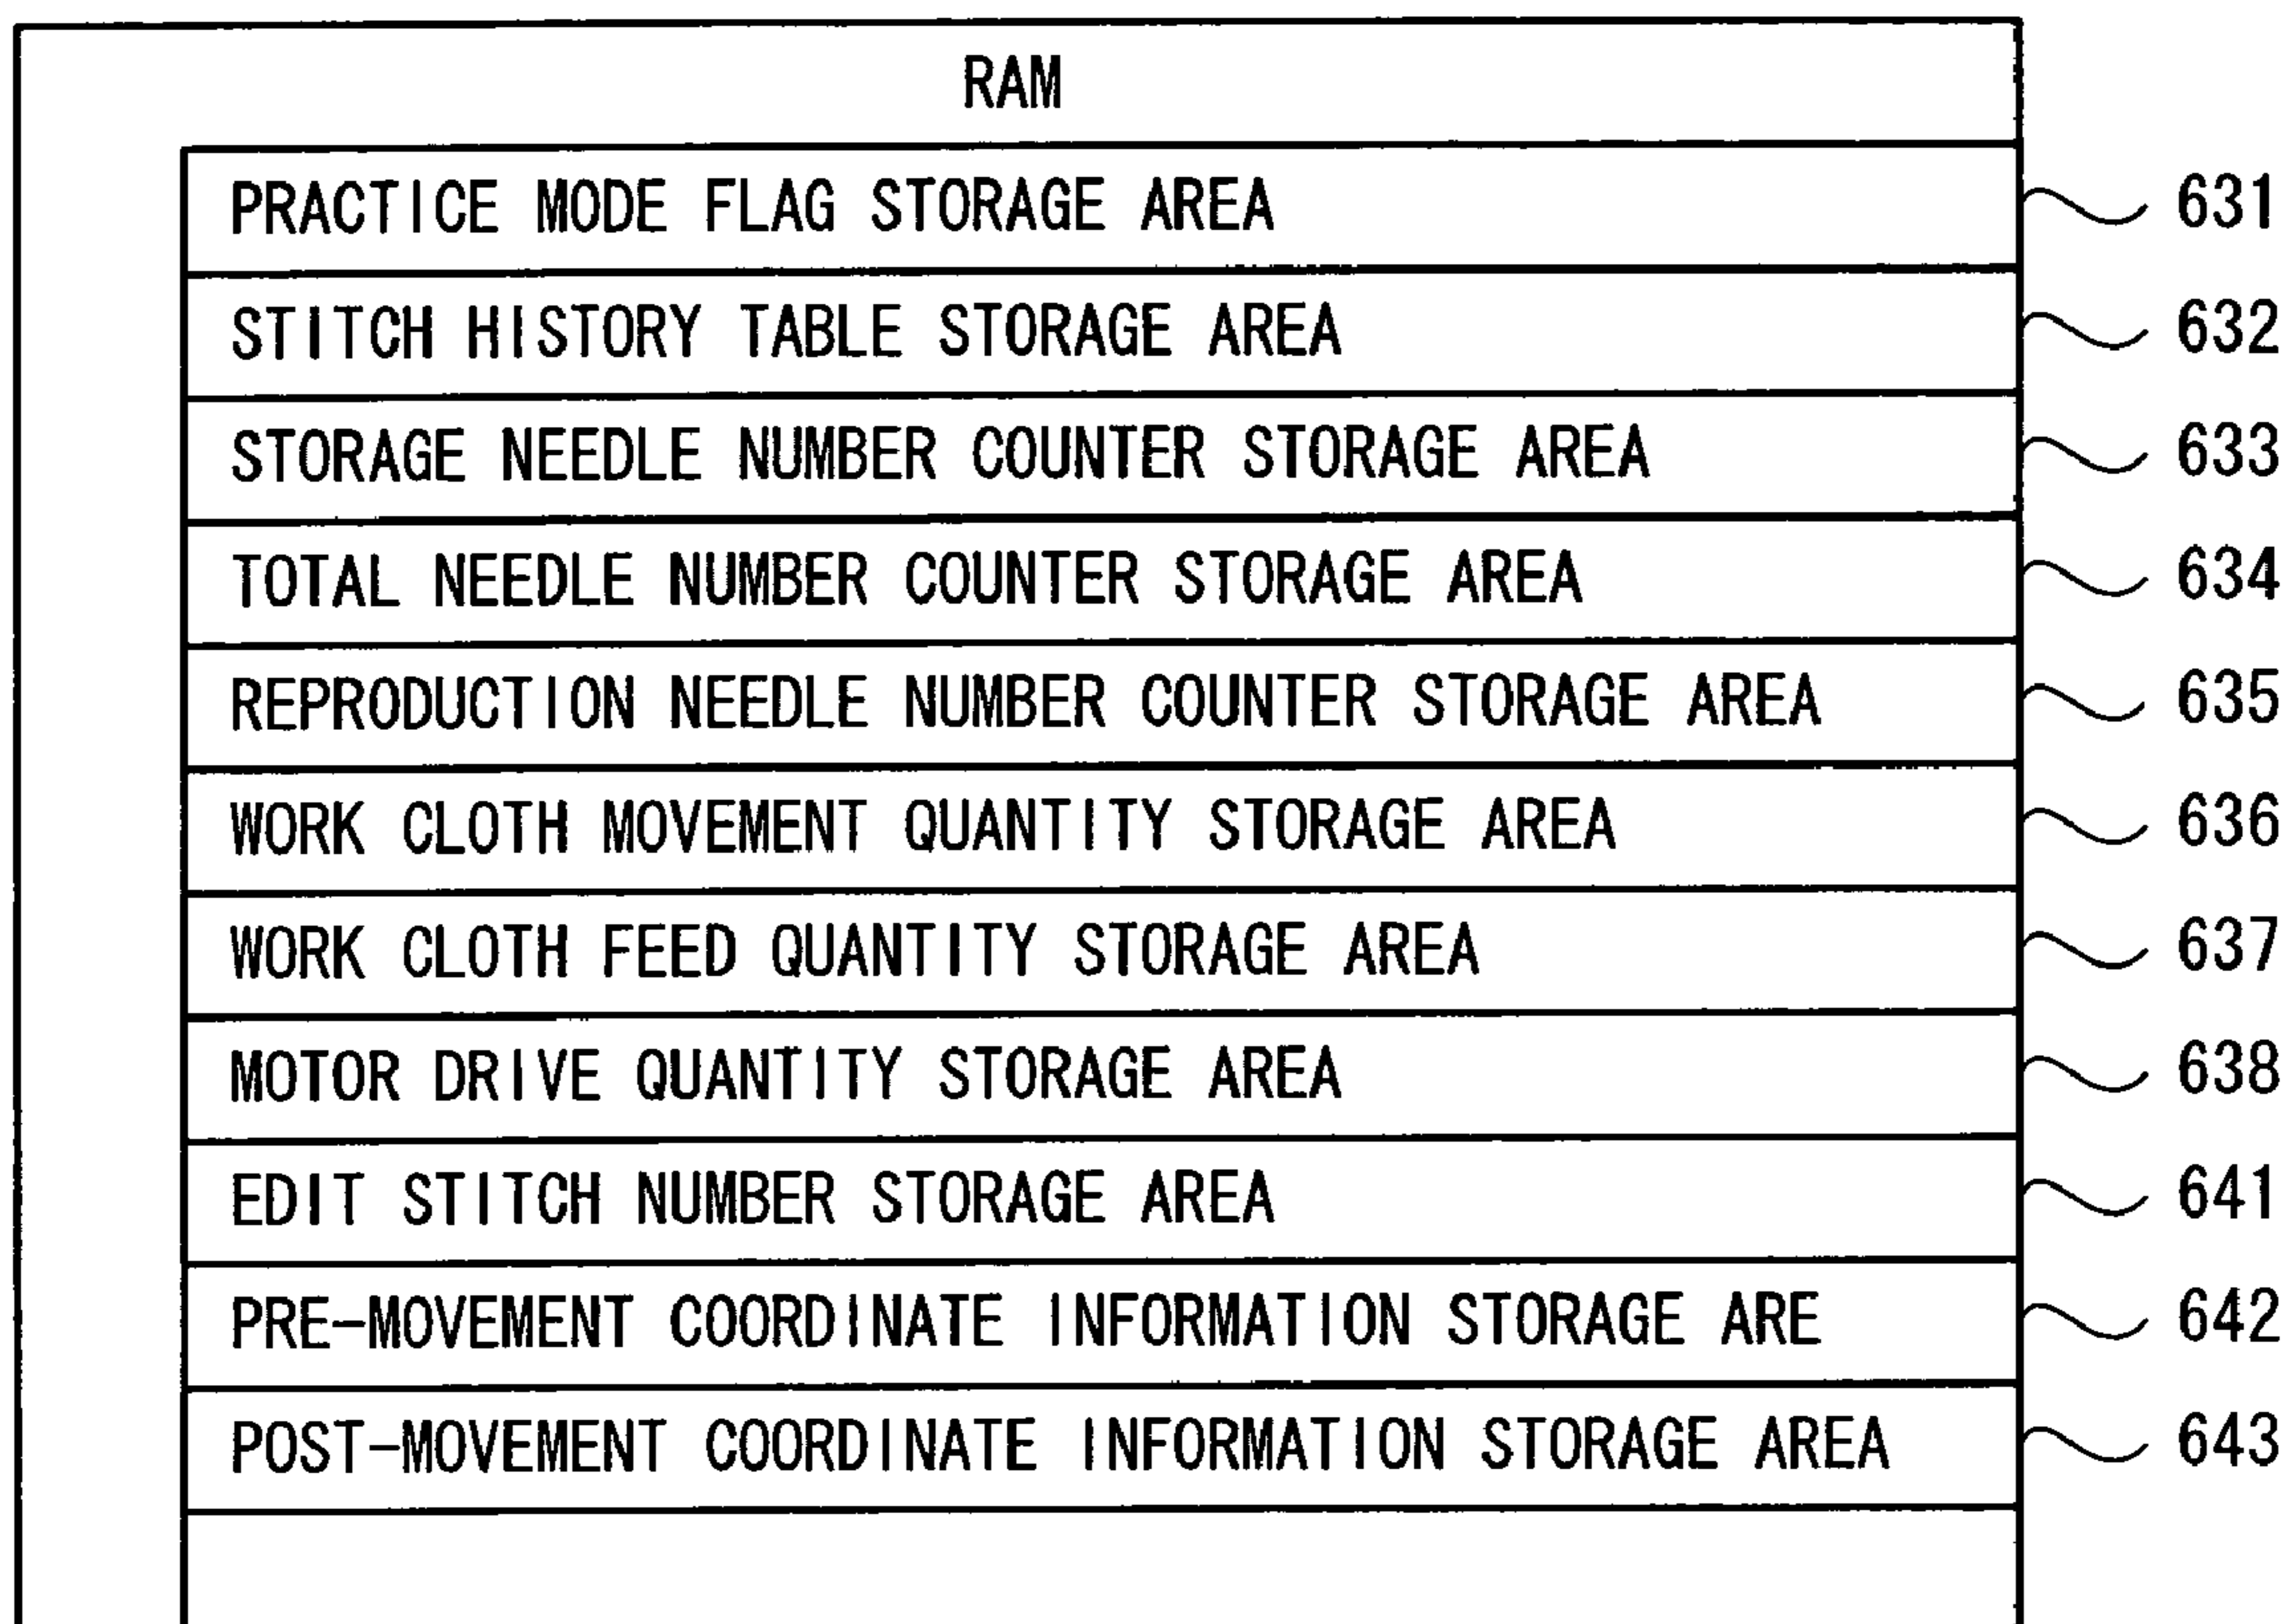 RAM
PRACTICE MODE FLAG STORAGE AREA 631
STITCH HISTORY TABLE STORAGE AREA 632
STORAGE NEEDLE NUMBER COUNTER STORAGE AREA 633
TOTAL NEEDLE NUMBER COUNTER STORAGE AREA 634
REPRODUCTION NEEDLE NUMBER COUNTER STORAGE AREA 635
WORK CLOTH MOVEMENT QUANTITY STORAGE AREA 636
WORK CLOTH FEED QUANTITY STORAGE AREA 637
MOTOR DRIVE QUANTITY STORAGE AREA 638
EDIT STITCH NUMBER STORAGE AREA 641
PRE-MOVEMENT COORDINATE INFORMATION STORAGE ARE 642
POST-MOVEMENT COORDINATE INFORMATION STORAGE AREA 643